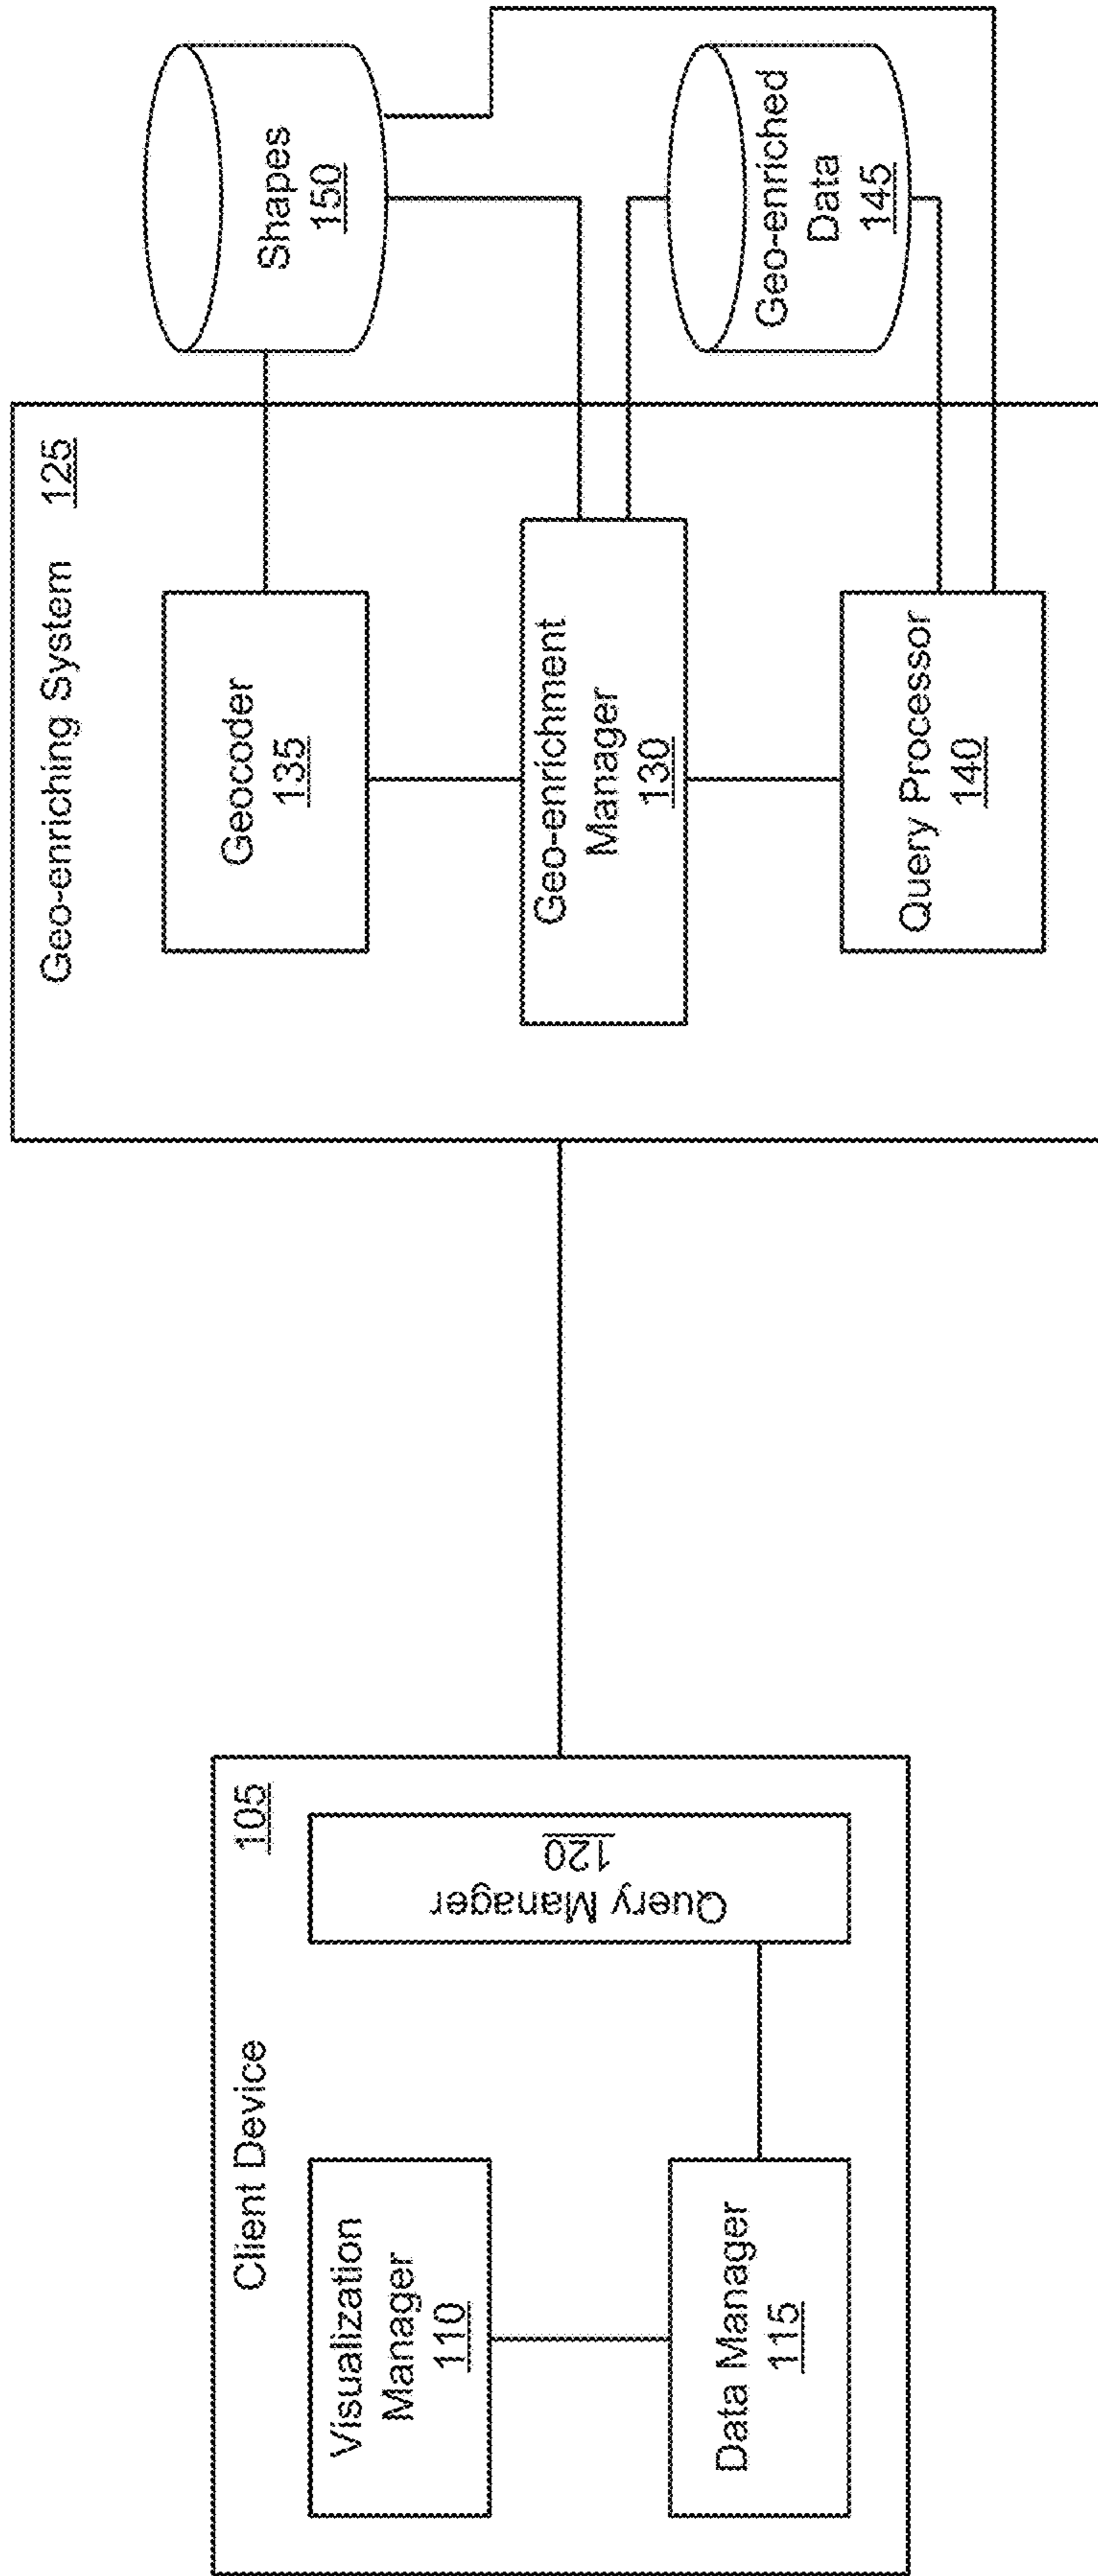 Client Device
105
Visualization
Manager
110
Data Manager
115
Query Manager
120
Geo-enriching System
125
Geocoder
135
Geo-enrichment
Manager
130
Query Processor
140
Shapes
150
Geo-enriched
Data
145